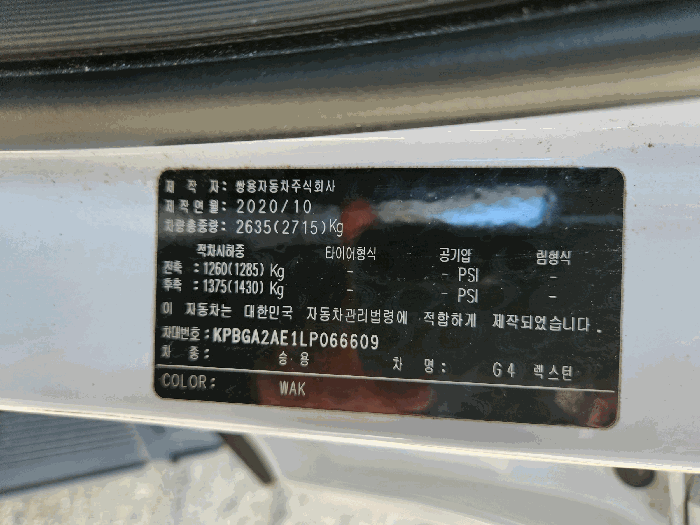 제 작 자: 쌍용자동차주식회사
제작연월: 2020/10
차량총중량: 2635(2715)Kg
적차시하중 타이어형식 공기압 림형식
전축 : 1260(1285) Kg - - PSI -
후축 : 1375(1430) Kg - - PSI -
이 자동차는 대한민국 자동차관리법령에 적합하게 제작되었습니다.
차대번호: KPBGA2AE1LP066609
차 종: 승용 차 명: G4 렉스턴
COLOR: WAK